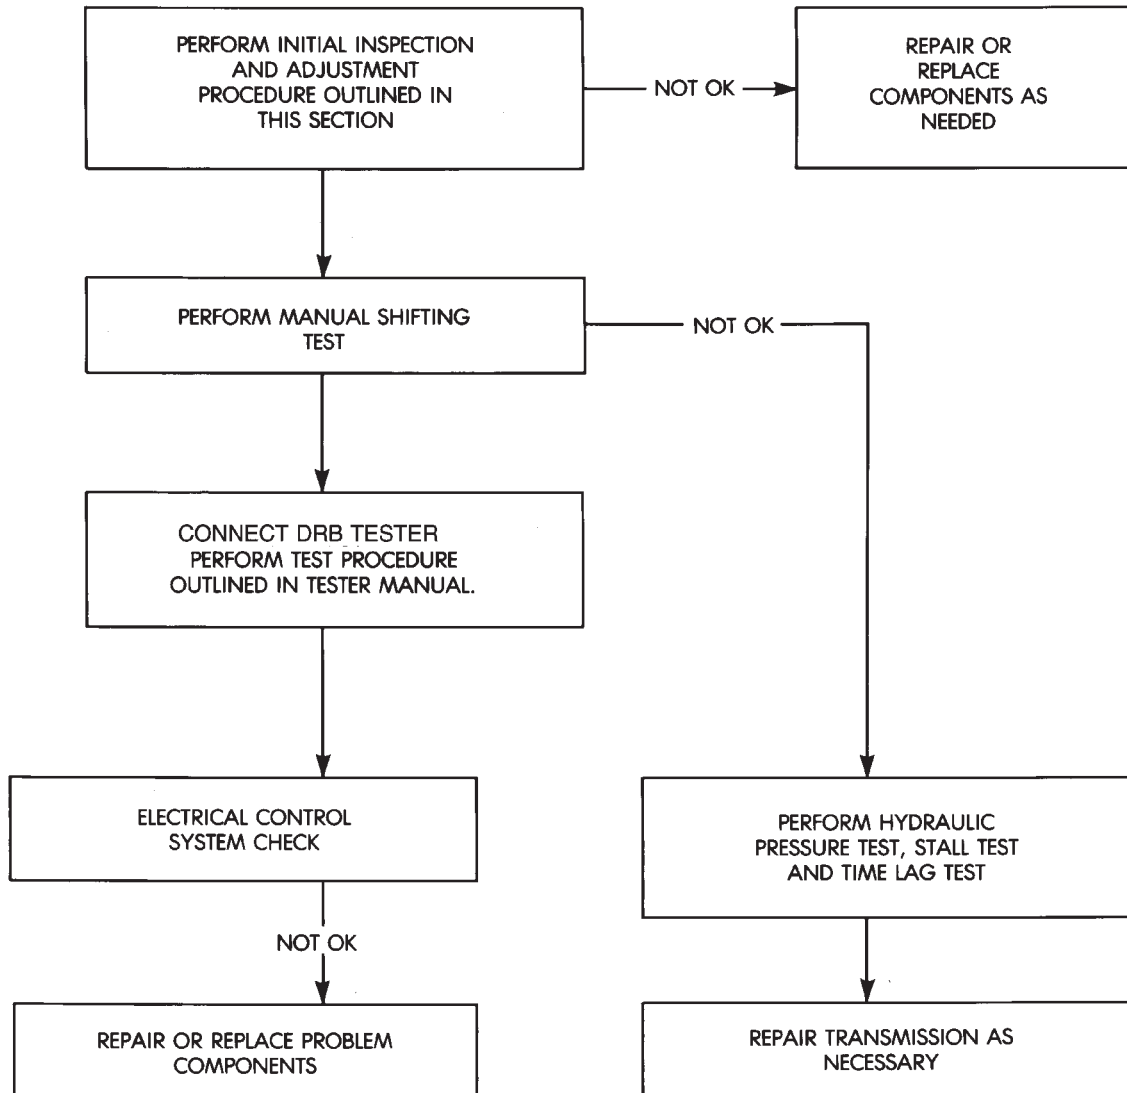 PERFORM INITIAL INSPECTION
AND ADJUSTMENT
PROCEDURE OUTLINED IN
THIS SECTION
NOT OK
REPAIR OR
REPLACE
COMPONENTS AS
NEEDED
PERFORM MANUAL SHIFTING
TEST
NOT OK
CONNECT DRB TESTER
PERFORM TEST PROCEDURE
OUTLINED IN TESTER MANUAL.
ELECTRICAL CONTROL
SYSTEM CHECK
PERFORM HYDRAULIC
PRESSURE TEST, STALL TEST
AND TIME LAG TEST
NOT OK
REPAIR OR REPLACE PROBLEM
COMPONENTS
REPAIR TRANSMISSION AS
NECESSARY